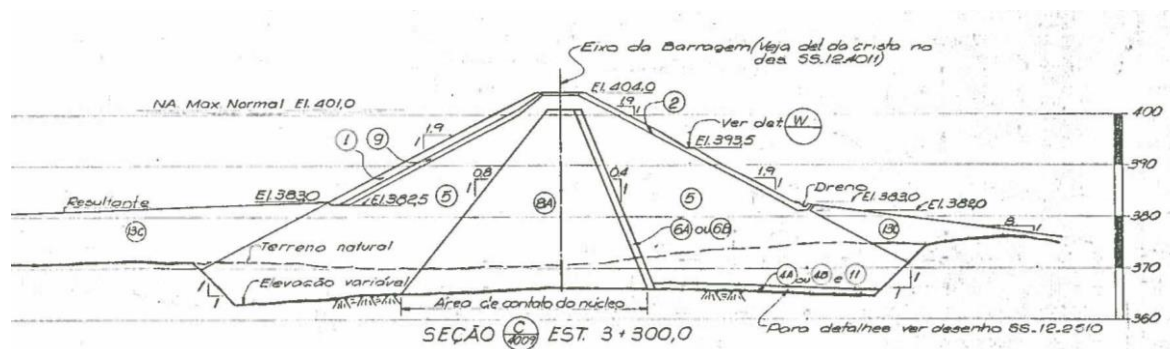 Eixo da Barragem (Veja det. da crista no
des SS.12.4011)
NA Max. Normal El. 401,0
El. 404,0
1,9
1
2
Ver det. W
El. 393,5
400
1
9
1,9
1
390
0,8
1
0,4
1
1,9
1
Dreno
El. 383,0
El. 382,0
El. 383,0
El. 382,5
5
8A
5
Resultante
380
13C
6A ou 6B
13C
8
1
Terreno natural
370
Elevação variável
4A ou 4B e 11
1
1
1
1
Área de contato do núcleo
360
SEÇÃO C 4009 EST. 3+300,0
Para detalhes ver desenho SS.12.2510